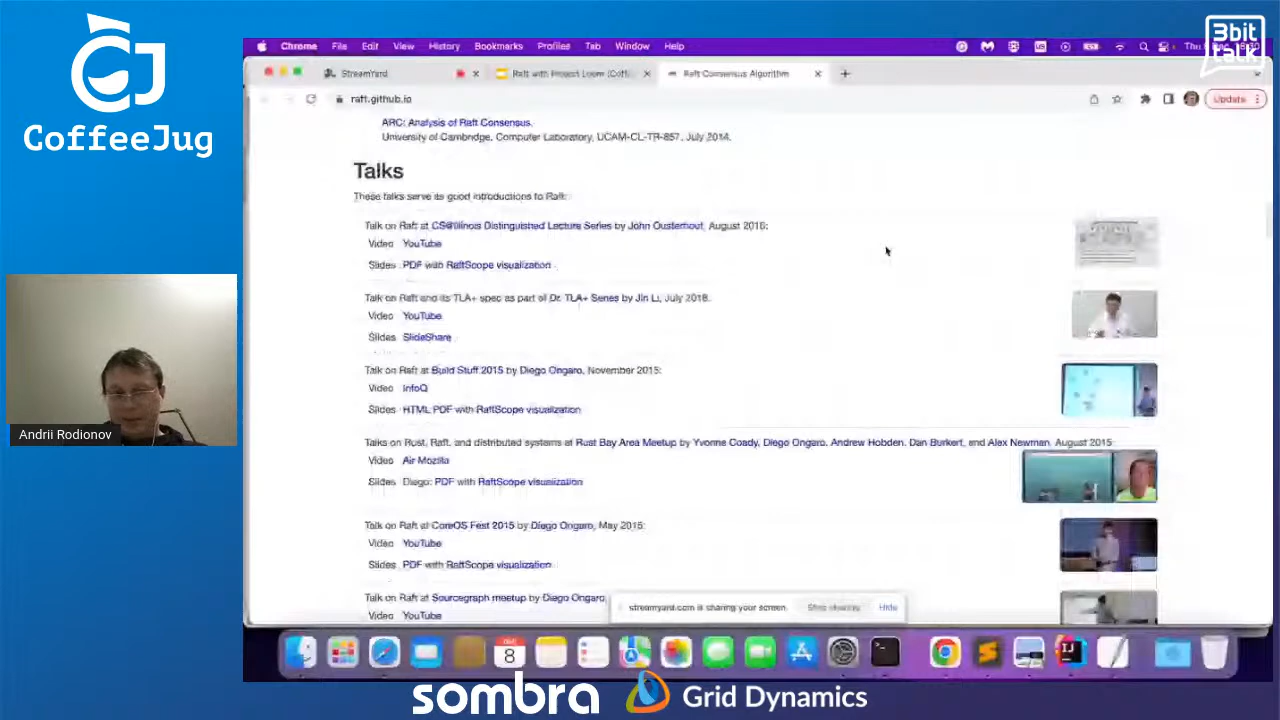 CoffeeJug
3bit
talk
Chrome File Edit View History Bookmarks Profiles Tab Window Help
StreamYard
Raft with Project Loom (Coff
Raft Consensus Algorithm
raft.github.io
Update
ARC: Analysis of Raft Consensus.
University of Cambridge, Computer Laboratory, UCAM-CL-TR-857, July 2014.
Talks
These talks serve as good introductions to Raft:
Talk on Raft at CS@Illinois Distinguished Lecture Series by John Ousterhout, August 2016:
Video YouTube
Slides PDF with RaftScope visualization
Talk on Raft and its TLA+ spec as part of Dr. TLA+ Series by Jin Li, July 2016.
Video YouTube
Slides SlideShare
Talk on Raft at Build Stuff 2015 by Diego Ongaro, November 2015:
Video InfoQ
Slides HTML PDF with RaftScope visualization
Talks on Rust, Raft, and distributed systems at Rust Bay Area Meetup by Yvonne Coady, Diego Ongaro, Andrew Hobden, Dan Burkert, and Alex Newman, August 2015:
Video Air Mozilla
Slides Diego: PDF with RaftScope visualization
Talk on Raft at CoreOS Fest 2015 by Diego Ongaro, May 2015:
Video YouTube
Slides PDF with RaftScope visualization
Talk on Raft at Sourcegraph meetup by Diego Ongaro,
Video YouTube
streamyard.com is sharing your screen.
Stop sharing
Hide
Andrii Rodionov
8
sombra
Grid Dynamics